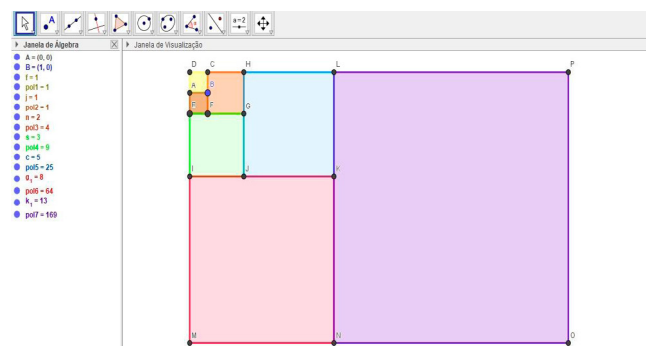 A
a=2
Janela de Álgebra
Janela de Visualização
A = (0, 0)
B = (1, 0)
f = 1
pol1 = 1
j = 1
pol2 = 1
n = 2
pol3 = 4
s = 3
pol4 = 9
c = 5
pol5 = 25
g₁ = 8
pol6 = 64
k₁ = 13
pol7 = 169
D C H L P
A B
F G
I J K
M N O